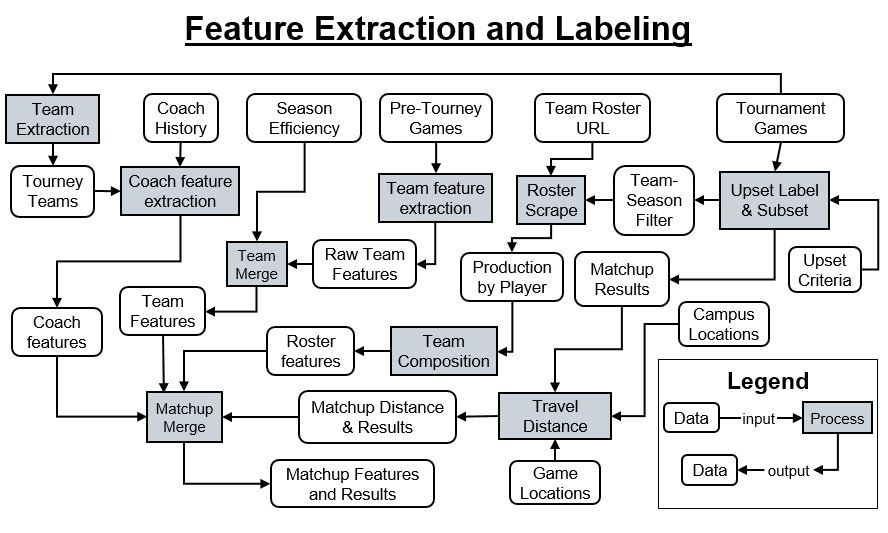 Feature Extraction and Labeling
Team
Extraction
Coach
History
Season
Efficiency
Pre-Tourney
Games
Team Roster
URL
Tournament
Games
Tourney
Teams
Coach feature
extraction
Team feature
extraction
Roster
Scrape
Team-
Season
Filter
Upset Label
& Subset
Team
Merge
Raw Team
Features
Production
by Player
Matchup
Results
Upset
Criteria
Coach
features
Team
Features
Roster
features
Team
Composition
Campus
Locations
Matchup
Merge
Matchup Distance
& Results
Travel
Distance
Matchup Features
and Results
Game
Locations
Legend
Data
input
Process
Data
output